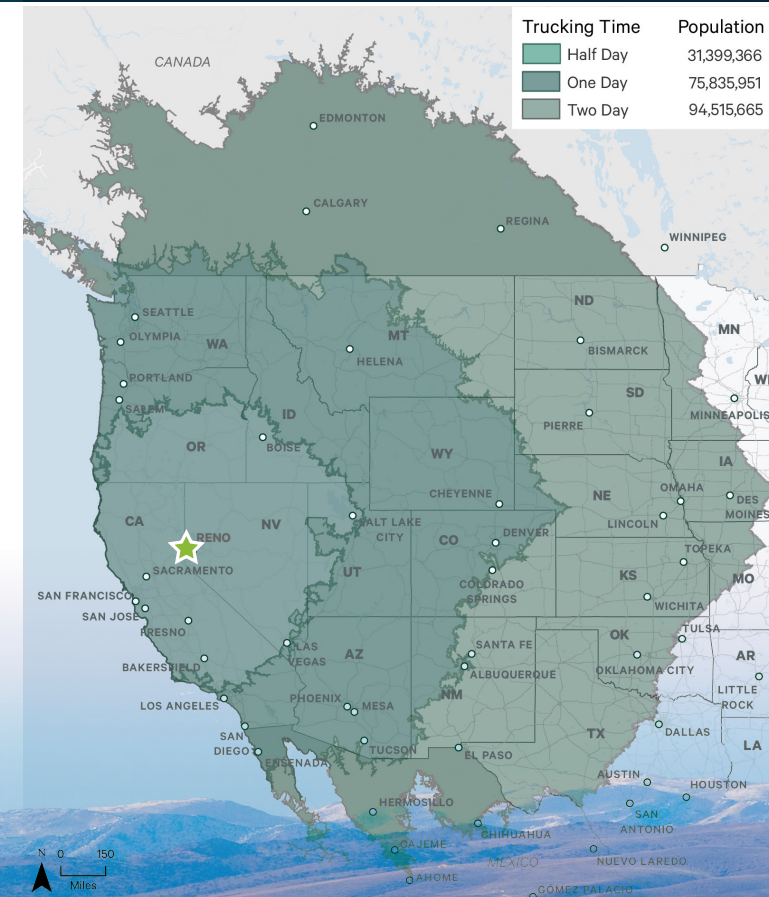 Trucking Time Population
Half Day 31,399,366
One Day 75,835,951
Two Day 94,515,665
CANADA
EDMONTON
CALGARY
REGINA
WINNIPEG
SEATTLE
OLYMPIA
WA
PORTLAND
SALEM
MT
HELENA
ND
BISMARCK
MN
WI
MINNEAPOLIS
ID
SD
PIERRE
OR
BOISE
WY
CHEYENNE
IA
OMAHA
DES
MOINES
NE
LINCOLN
CA
NV
RENO
SALT LAKE
CITY
CO
DENVER
COLORADO
SPRINGS
UT
SACRAMENTO
SAN FRANCISCO
SAN JOSE
FRESNO
BAKERSFIELD
LAS
VEGAS
TOPEKA
KS
MO
WICHITA
TULSA
OK
OKLAHOMA CITY
AR
LITTLE
ROCK
SANTA FE
ALBUQUERQUE
NM
AZ
PHOENIX
MESA
TUCSON
LOS ANGELES
SAN
DIEGO
ENSENADA
EL PASO
TX
DALLAS
LA
AUSTIN
HOUSTON
SAN
ANTONIO
HERMOSILLO
CHIHUAHUA
CAJEME
MEXICO
NUEVO LAREDO
AHOME
GÓMEZ PALACIO
N 0 150
Miles